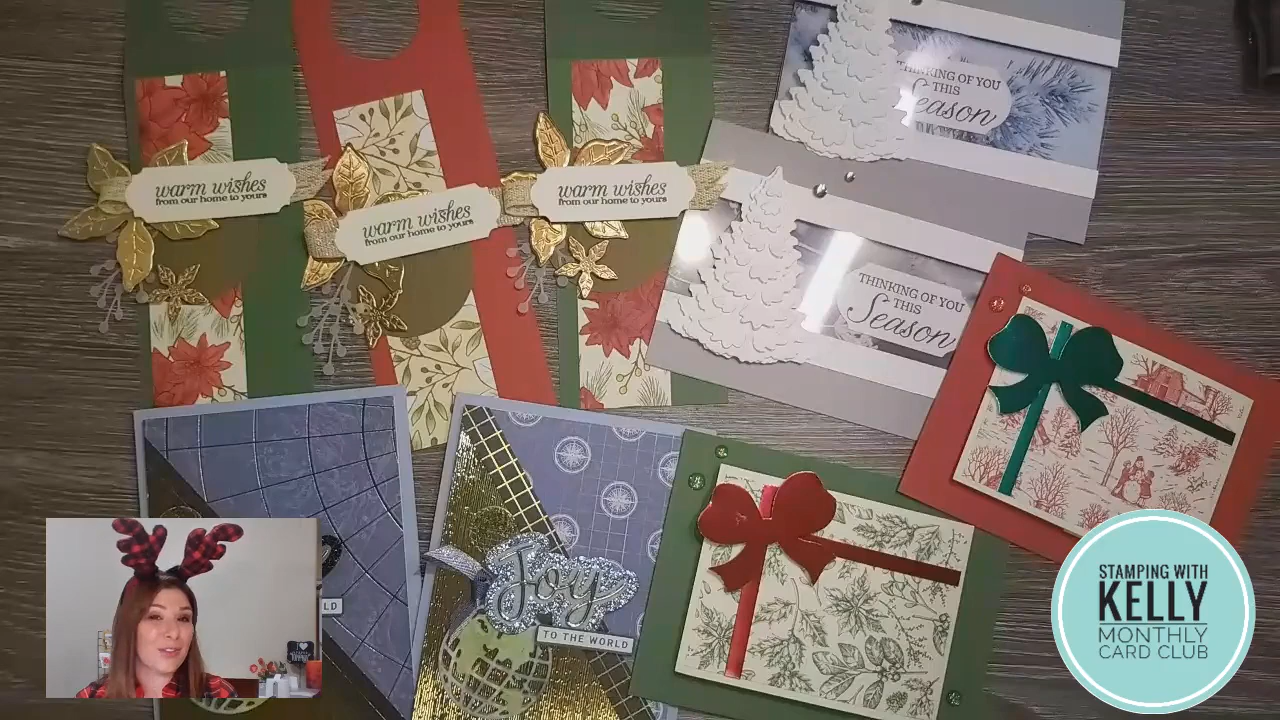 warm wishes
from our home to yours
warm wishes
from our home to yours
warm wishes
from our home to yours
THINKING OF YOU
THIS
Season
THINKING OF YOU
THIS
Season
Joy
TO THE WORLD
STAMPING WITH
KELLY
MONTHLY
CARD CLUB